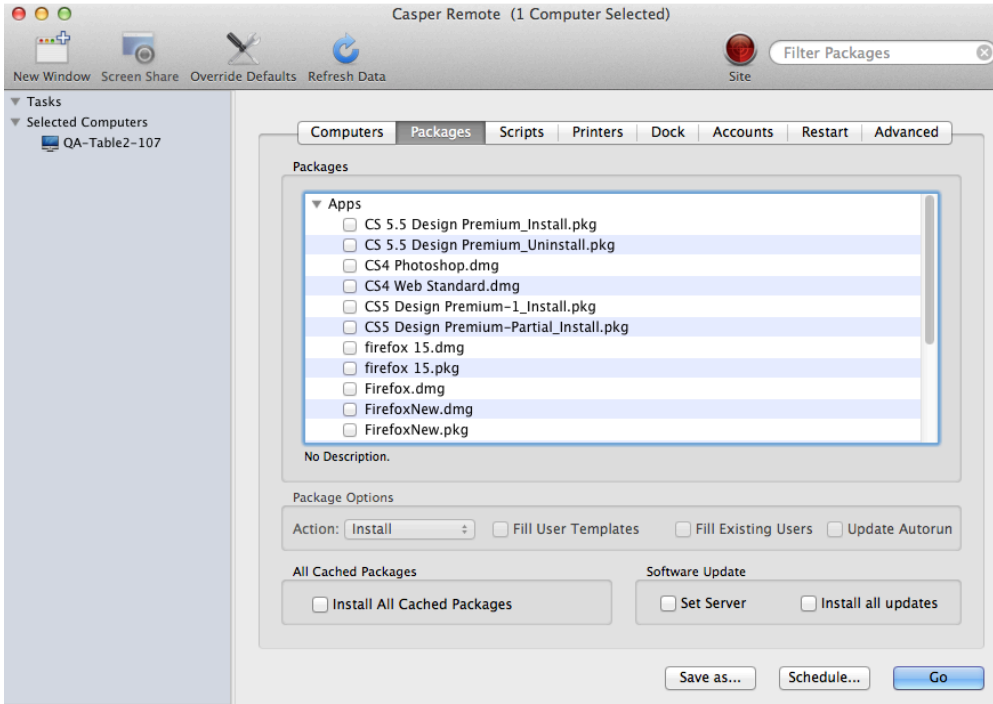 Casper Remote (1 Computer Selected)
New Window Screen Share Override Defaults Refresh Data
Site
Filter Packages
Tasks
Selected Computers
QA-Table2-107
Computers Packages Scripts Printers Dock Accounts Restart Advanced
Packages
Apps
CS 5.5 Design Premium_Install.pkg
CS 5.5 Design Premium_Uninstall.pkg
CS4 Photoshop.dmg
CS4 Web Standard.dmg
CS5 Design Premium-1_Install.pkg
CS5 Design Premium-Partial_Install.pkg
firefox 15.dmg
firefox 15.pkg
Firefox.dmg
FirefoxNew.dmg
FirefoxNew.pkg
No Description.
Package Options
Action: Install Fill User Templates Fill Existing Users Update Autorun
All Cached Packages
Install All Cached Packages
Software Update
Set Server Install all updates
Save as... Schedule... Go